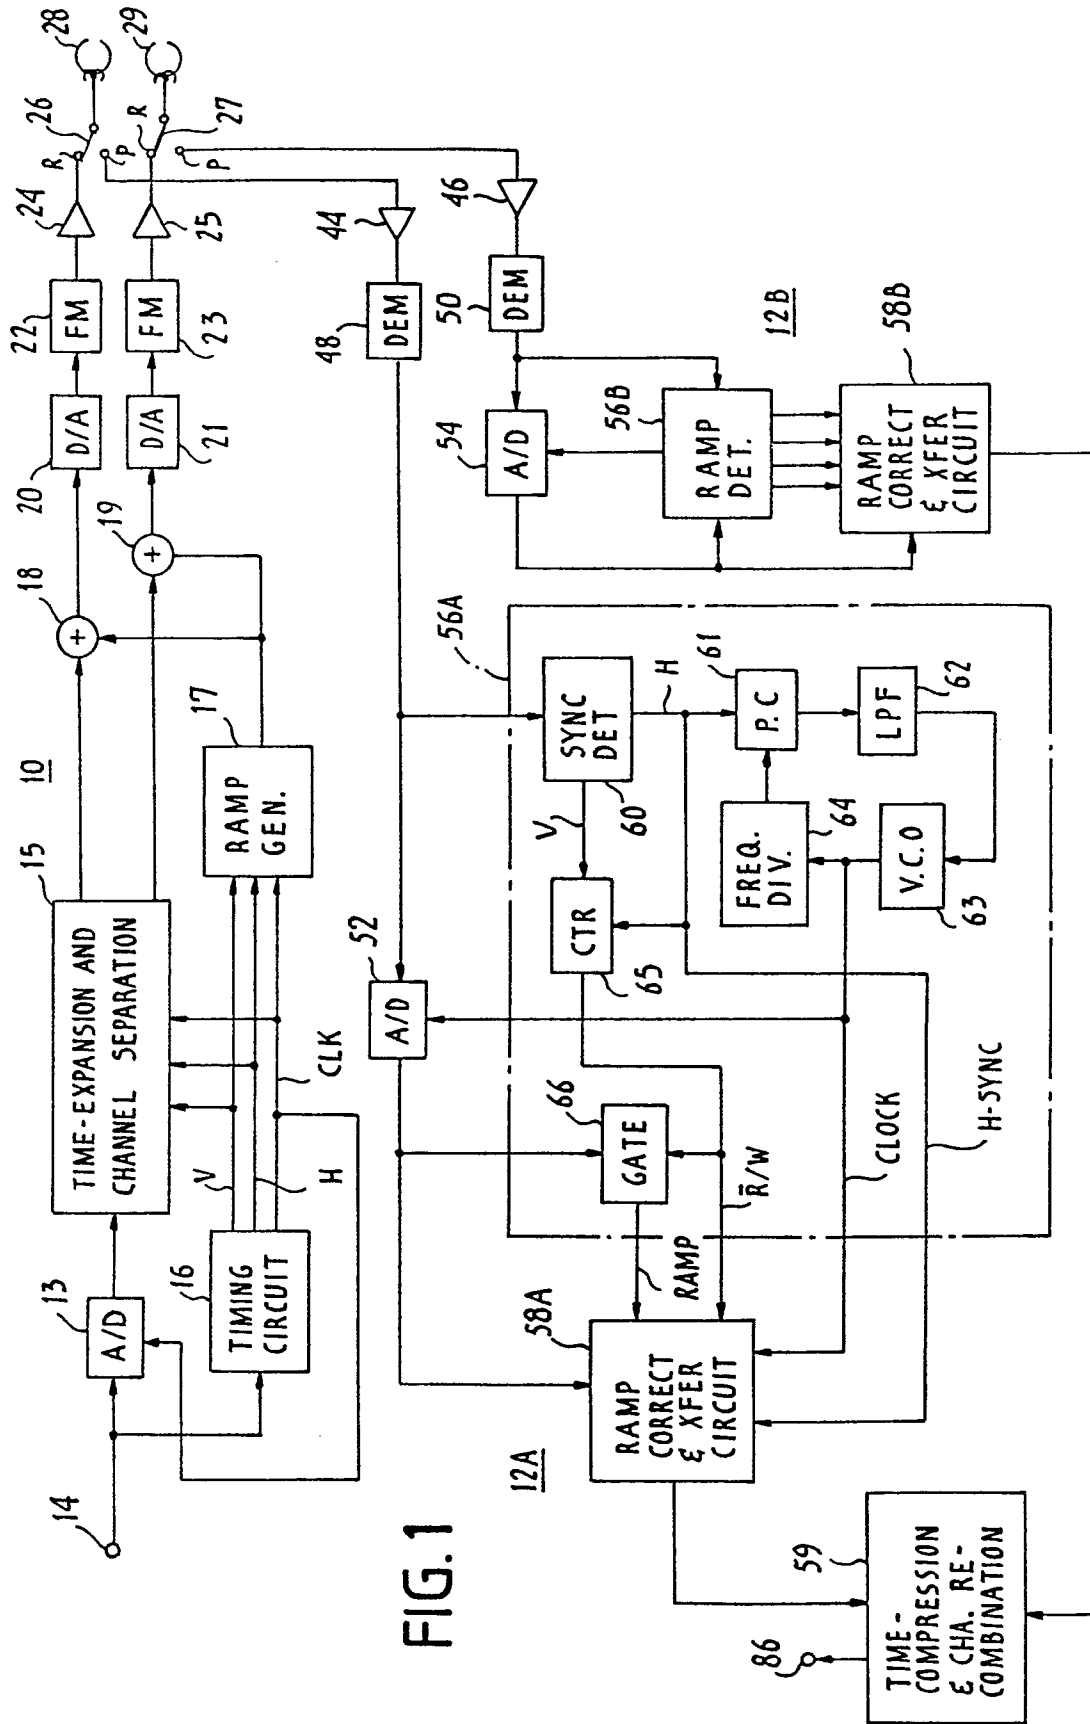 14
13
A/D
16
TIMING
CIRCUIT
V
H
CLK
15
TIME-EXPANSION AND
CHANNEL SEPARATION
10
17
RAMP
GEN.
18
+
19
+
20
D/A
D/A
21
22
FM
FM
23
24
25
R
26
P
R
27
P
28
29
44
48
DEM
46
50
DEM
12B
54
A/D
56B
RAMP
DET.
58B
RAMP
CORRECT
& XFER
CIRCUIT
52
A/D
56A
SYNC
DET
60
H
V
61
P.C
62
LPF
FREQ.
DIV.
64
V.C.O
63
CTR
65
66
GATE
R̄/W
RAMP
CLOCK
H-SYNC
12A
58A
RAMP
CORRECT
& XFER
CIRCUIT
59
TIME-
COMPRESSION
& CHA. RE-
COMBINATION
86
FIG.1